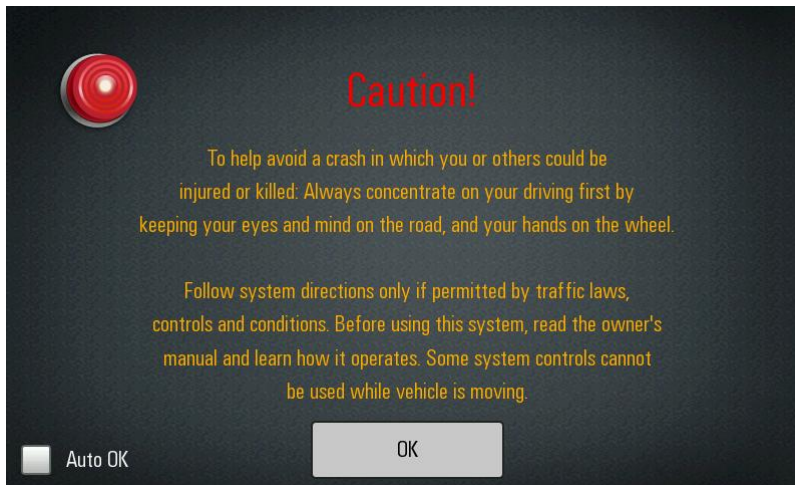 Caution!
To help avoid a crash in which you or others could be
injured or killed: Always concentrate on your driving first by
keeping your eyes and mind on the road, and your hands on the wheel.
Follow system directions only if permitted by traffic laws,
controls and conditions. Before using this system, read the owner's
manual and learn how it operates. Some system controls cannot
be used while vehicle is moving.
OK
Auto OK